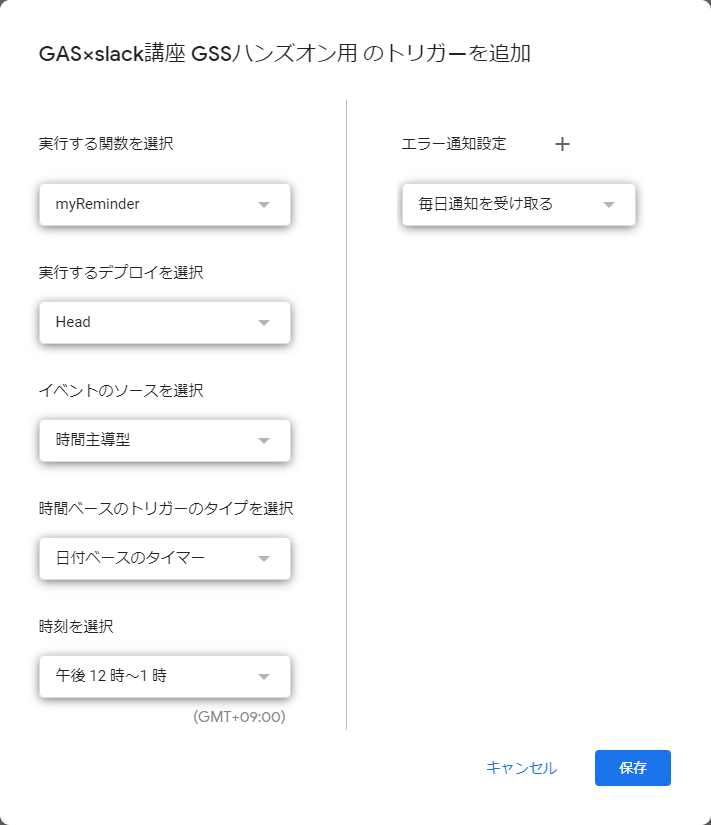 GAS×slack講座 GSSハンズオン用 のトリガーを追加
実行する関数を選択
myReminder
実行するデプロイを選択
Head
イベントのソースを選択
時間主導型
時間ベースのトリガーのタイプを選択
日付ベースのタイマー
時刻を選択
午後 12 時～1 時
(GMT+09:00)
エラー通知設定
毎日通知を受け取る
キャンセル
保存